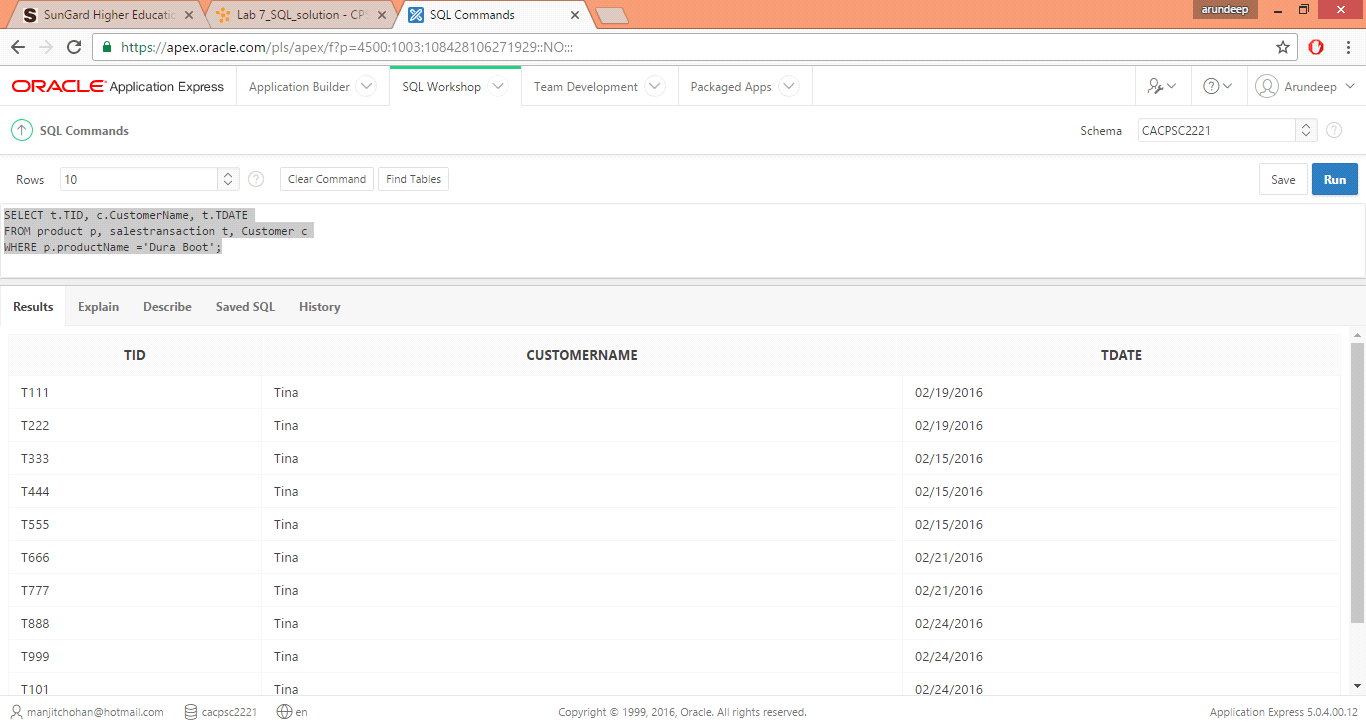 SunGard Higher Educatio
Lab 7_SQL_solution - CPS
SQL Commands
arundeep
https://apex.oracle.com/pls/apex/f?p=4500:1003:108428106271929::NO:::
ORACLE Application Express
Application Builder
SQL Workshop
Team Development
Packaged Apps
Arundeep
SQL Commands
Schema
CACPSC2221
Rows
10
Clear Command
Find Tables
Save
Run
SELECT t.TID, c.CustomerName, t.TDATE
FROM product p, salestransaction t, Customer c
WHERE p.productName ='Dura Boot';
Results Explain Describe Saved SQL History
TID CUSTOMERNAME TDATE
T111 Tina 02/19/2016
T222 Tina 02/19/2016
T333 Tina 02/15/2016
T444 Tina 02/15/2016
T555 Tina 02/15/2016
T666 Tina 02/21/2016
T777 Tina 02/21/2016
T888 Tina 02/24/2016
T999 Tina 02/24/2016
T101 Tina 02/24/2016
manjitchohan@hotmail.com cacpsc2221 en Copyright © 1999, 2016, Oracle. All rights reserved. Application Express 5.0.4.00.12